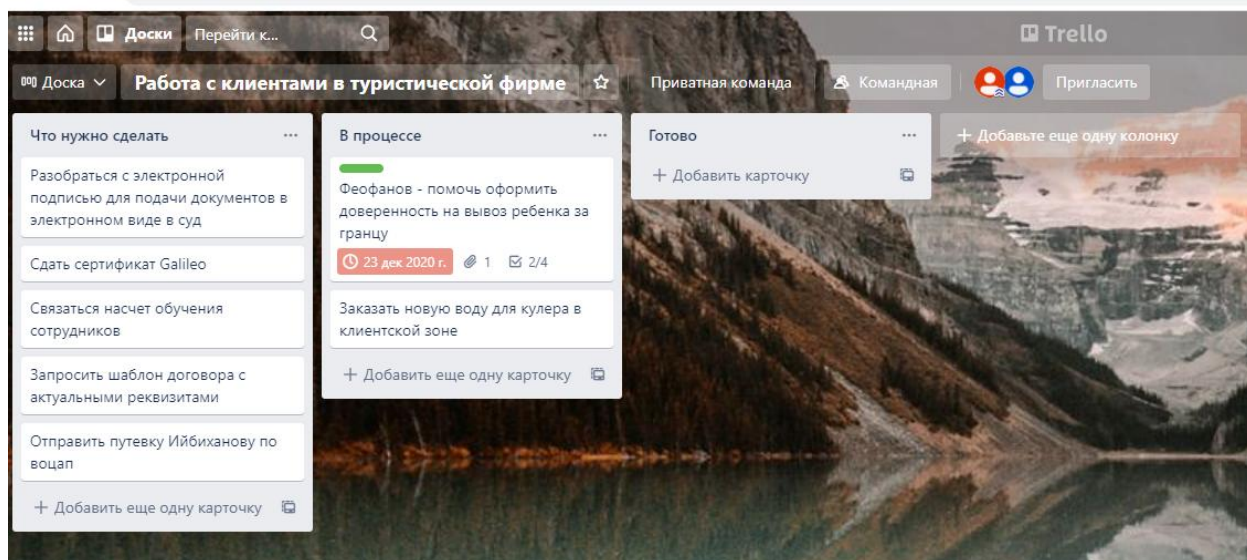 Доски
Перейти к...
Trello
Доска
Работа с клиентами в туристической фирме
Приватная команда
Командная
Пригласить
Что нужно сделать
Разобраться с электронной
подписью для подачи документов в
электронном виде в суд
Сдать сертификат Galileo
Связаться насчет обучения
сотрудников
Запросить шаблон договора с
актуальными реквизитами
Отправить путевку Ийбиханову по
воцап
+ Добавить еще одну карточку
В процессе
Феофанов - помочь оформить
доверенность на вывоз ребенка за
гранцу
23 дек 2020 г. 1 2/4
Заказать новую воду для кулера в
клиентской зоне
+ Добавить еще одну карточку
Готово
+ Добавить карточку
+ Добавьте еще одну колонку